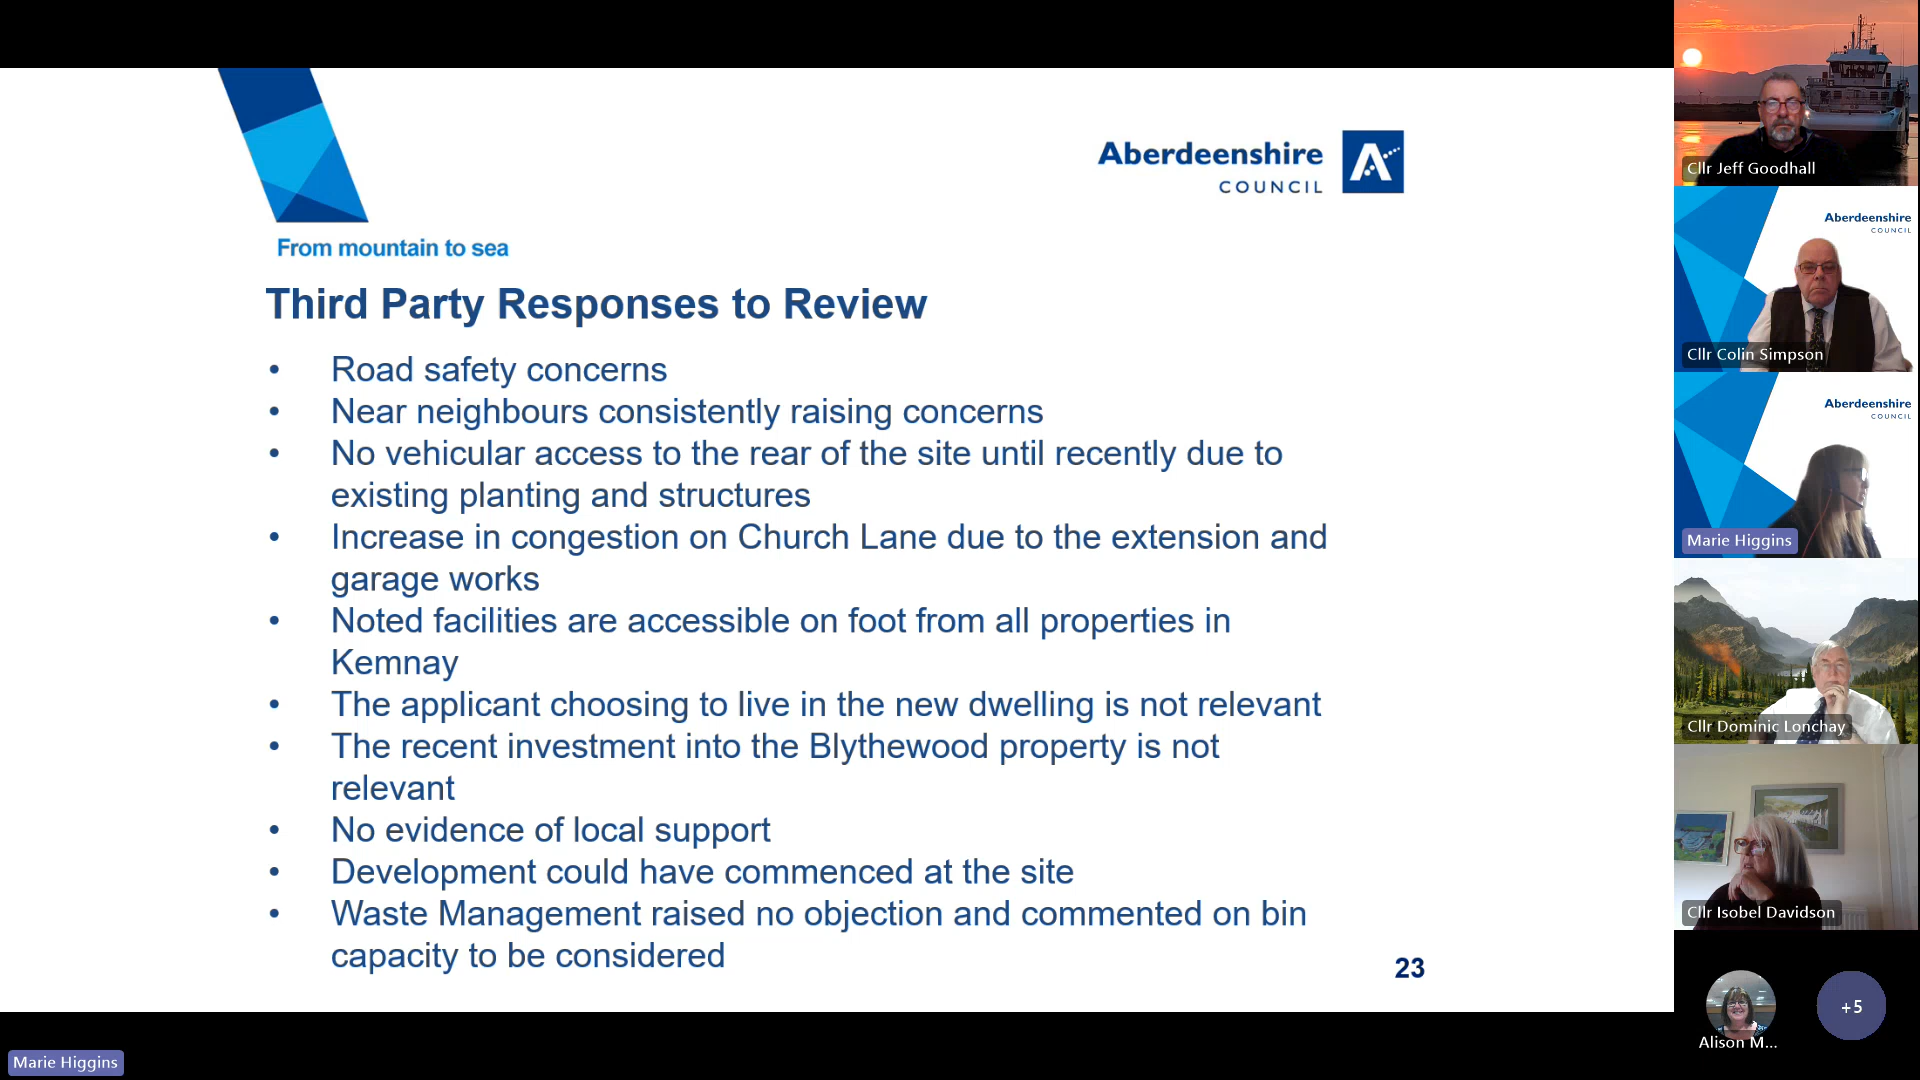 Aberdeenshire
COUNCIL
From mountain to sea
Third Party Responses to Review
• Road safety concerns
• Near neighbours consistently raising concerns
• No vehicular access to the rear of the site until recently due to
existing planting and structures
• Increase in congestion on Church Lane due to the extension and
garage works
• Noted facilities are accessible on foot from all properties in
Kemnay
• The applicant choosing to live in the new dwelling is not relevant
• The recent investment into the Blythewood property is not
relevant
• No evidence of local support
• Development could have commenced at the site
• Waste Management raised no objection and commented on bin
capacity to be considered
23
Marie Higgins
Cllr Jeff Goodhall
Aberdeenshire
COUNCIL
Cllr Colin Simpson
Aberdeenshire
COUNCIL
Marie Higgins
Cllr Dominic Lonchay
Cllr Isobel Davidson
Alison M...
+5